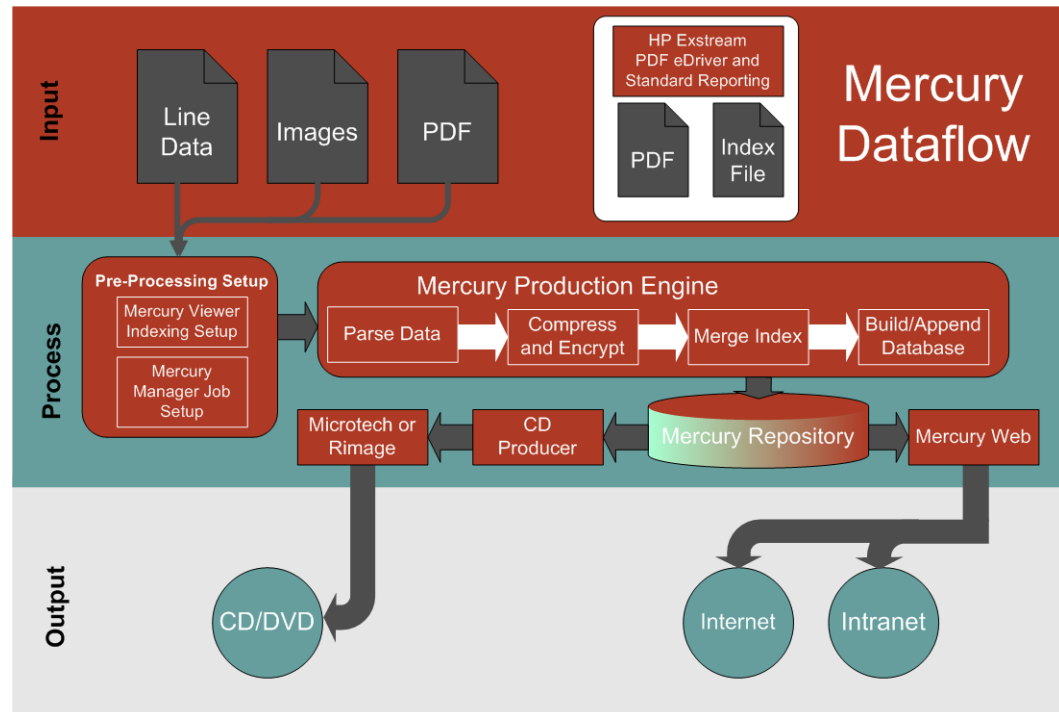 Input
Line
Data
Images
PDF
HP Exstream
PDF eDriver and
Standard Reporting
PDF
Index
File
Mercury
Dataflow
Process
Pre-Processing Setup
Mercury Viewer
Indexing Setup
Mercury
Manager Job
Setup
Mercury Production Engine
Parse Data
Compress
and Encrypt
Merge Index
Build/Append
Database
Microtech or
Rimage
CD
Producer
Mercury Repository
Mercury Web
Output
CD/DVD
Internet
Intranet